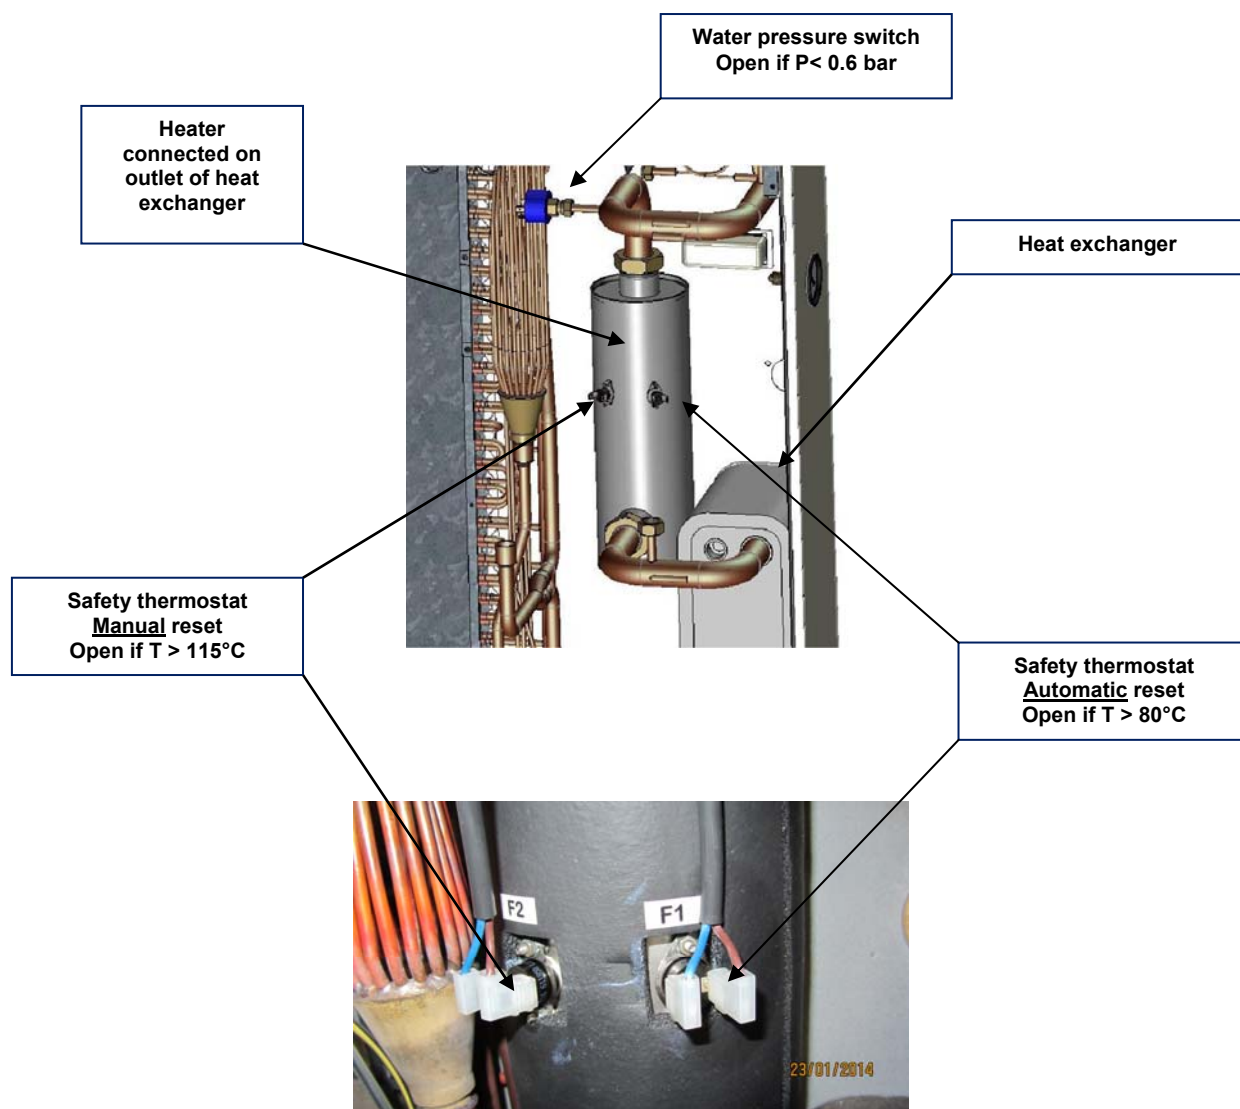 Water pressure switch
Open if P< 0.6 bar
Heater
connected on
outlet of heat
exchanger
Heat exchanger
Safety thermostat
Manual reset
Open if T > 115°C
Safety thermostat
Automatic reset
Open if T > 80°C
F2
F1
23/01/2014